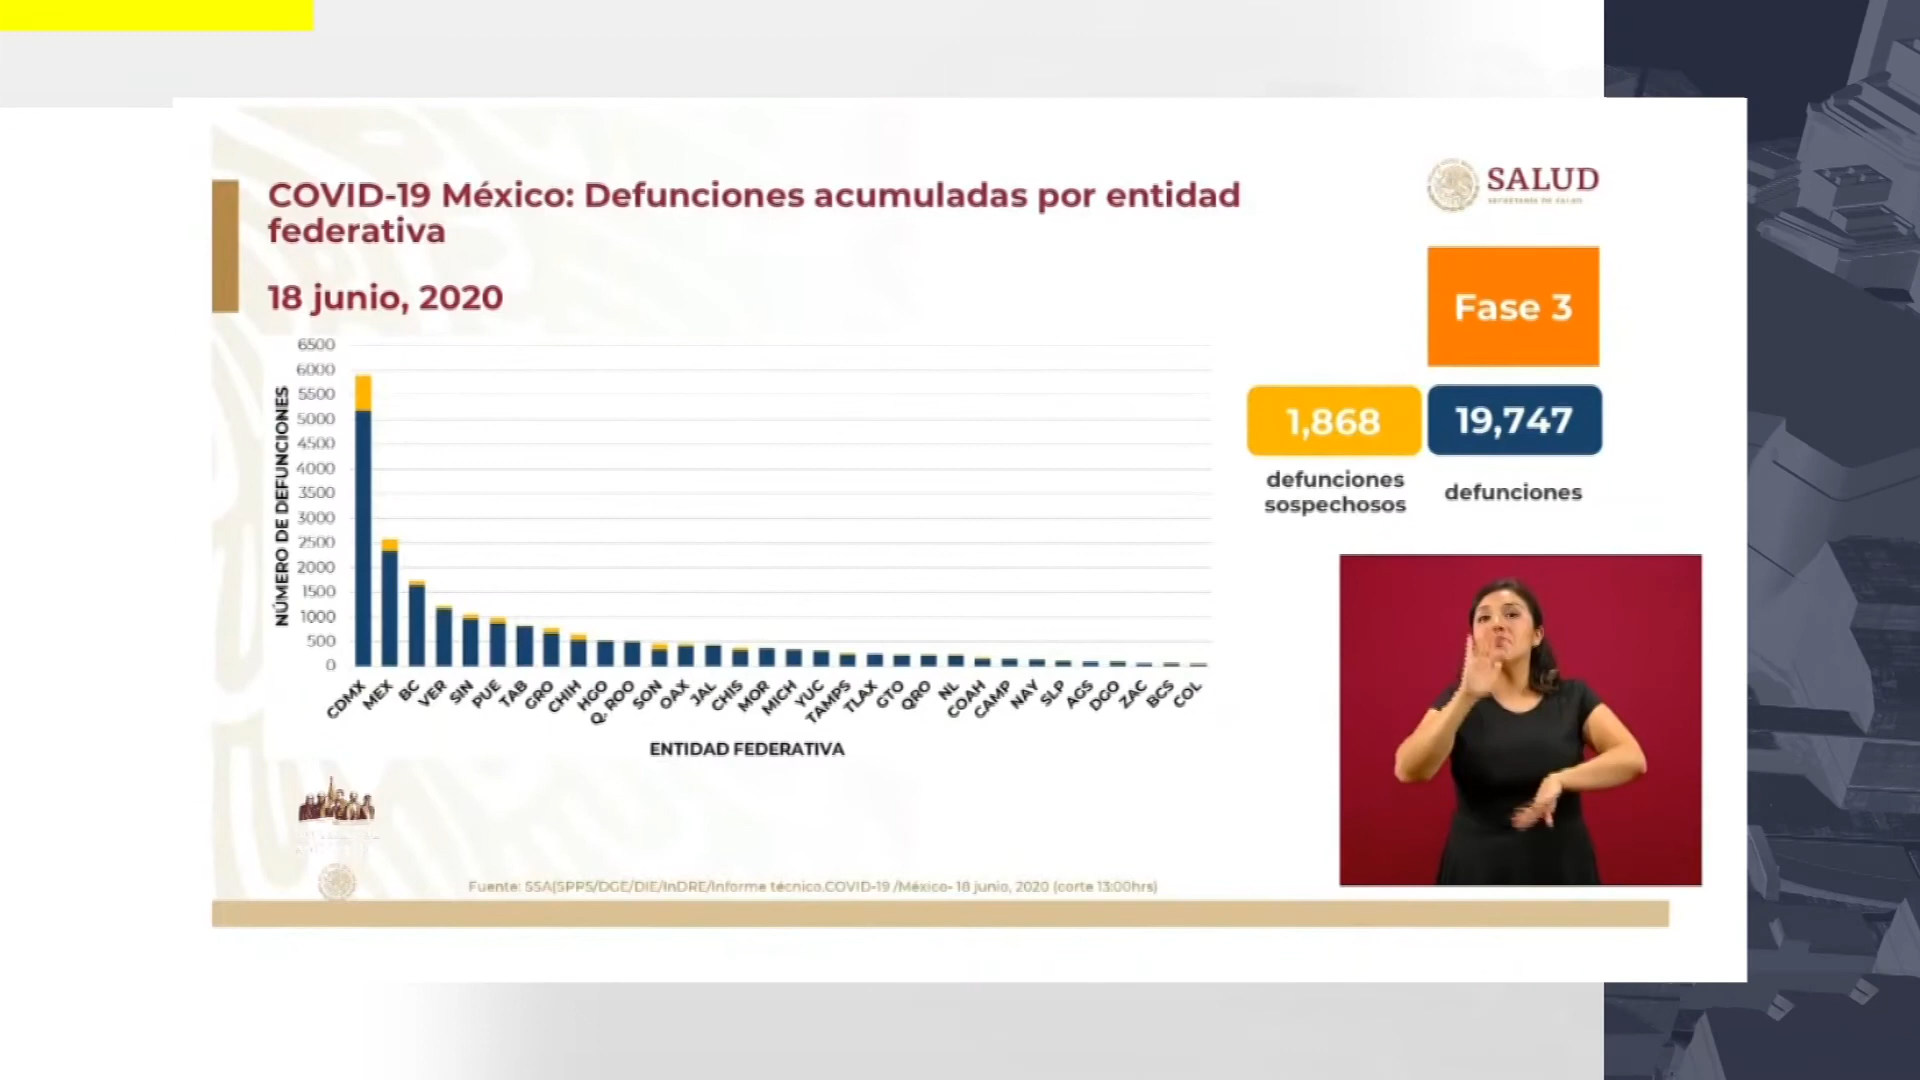 COVID-19 México: Defunciones acumuladas por entidad
federativa
18 junio, 2020
SALUD
SECRETARÍA DE SALUD
Fase 3
1,868
19,747
defunciones
sospechosos
defunciones
NÚMERO DE DEFUNCIONES
6500
6000
5500
5000
4500
4000
3500
3000
2500
2000
1500
1000
500
0
CDMX
MEX
BC
VER
SIN
PUE
TAB
GRO
CHIH
HGO
Q. ROO
SON
OAX
JAL
CHIS
MOR
MICH
YUC
TAMPS
TLAX
GTO
QRO
NL
COAH
CAMP
NAY
SLP
AGS
DGO
ZAC
BCS
COL
ENTIDAD FEDERATIVA
Fuente: SSA(SPPS/DGE/DIE/InDRE/Informe técnico.COVID-19 /México- 18 junio, 2020 (corte 13:00hrs)